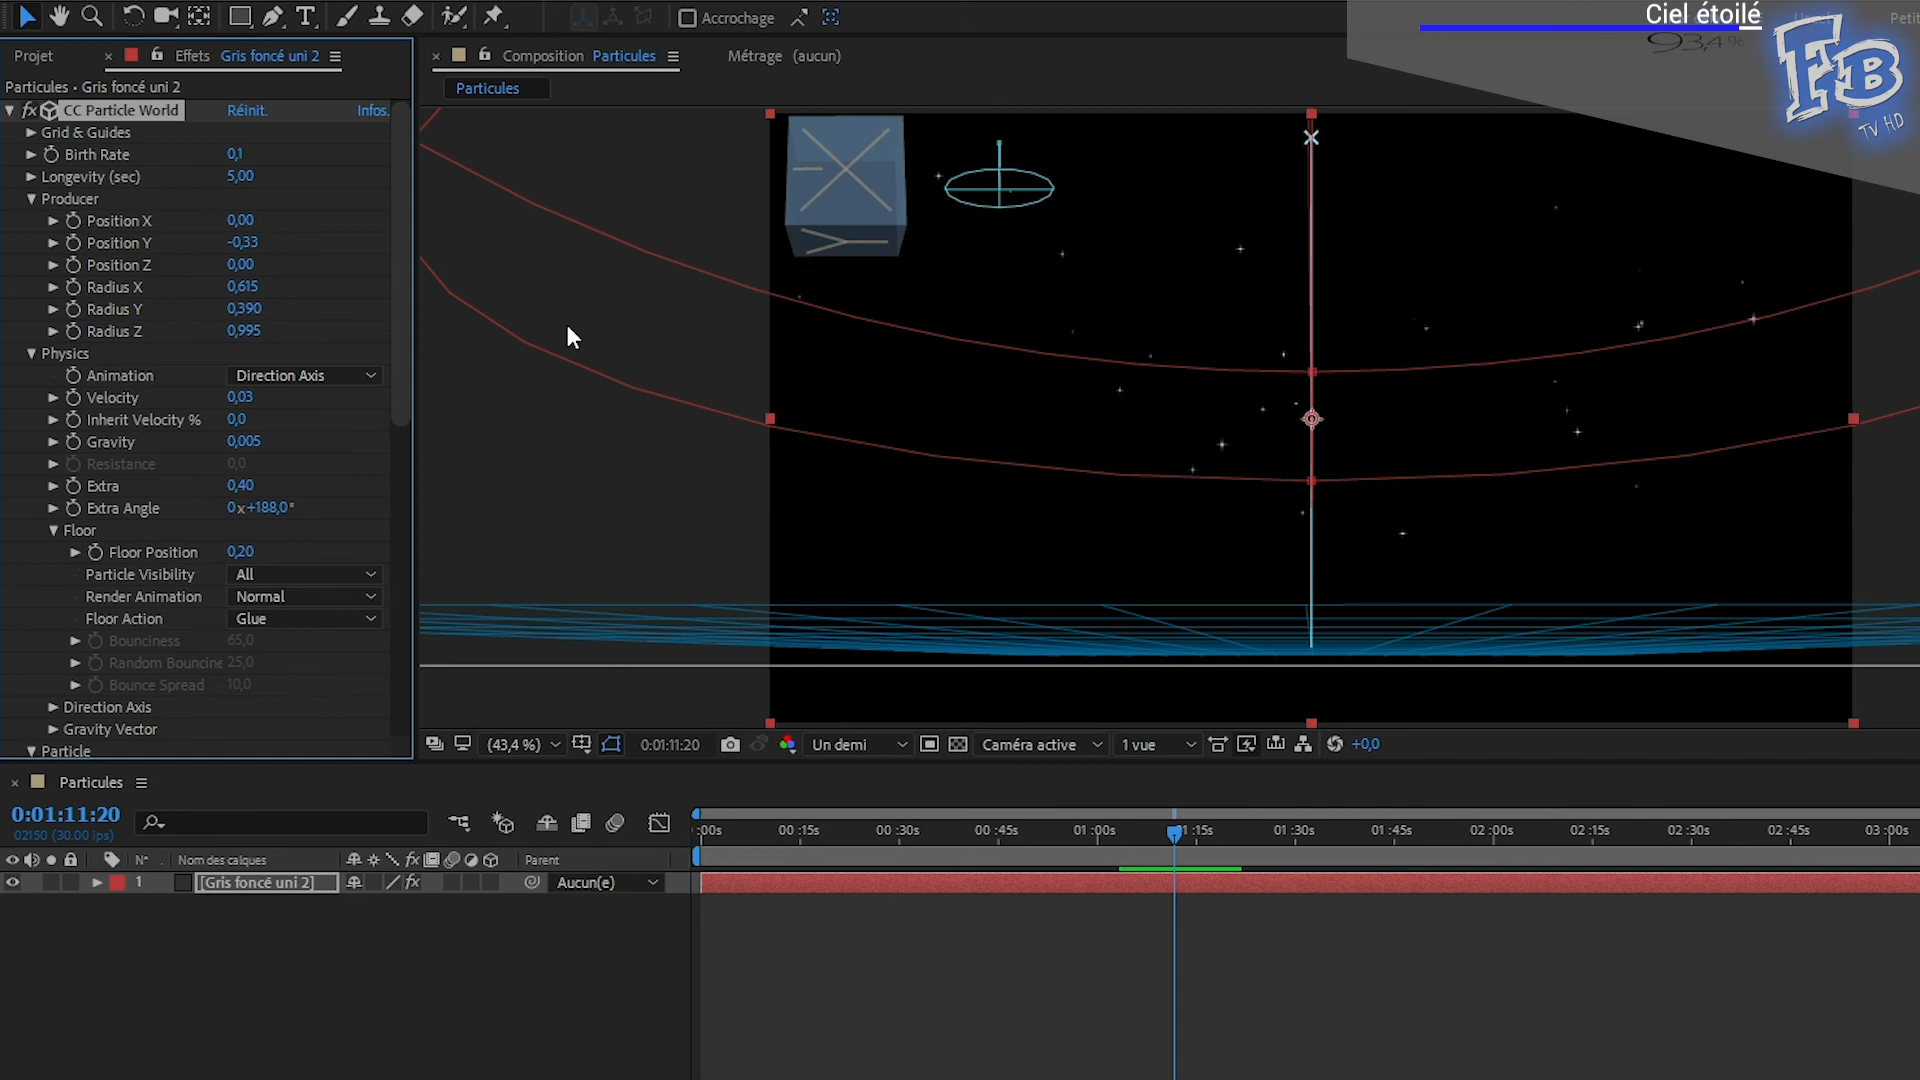 Accrochage
Ciel étoilé
Petit
93,4 %
FB
TV HD
Projet
Effets Gris foncé uni 2
Composition Particules
Métrage (aucun)
Particules • Gris foncé uni 2
Particules
fx CC Particle World Réinit. Infos.
Grid & Guides
Birth Rate 0,1
Longevity (sec) 5,00
Producer
Position X 0,00
Position Y -0,33
Position Z 0,00
Radius X 0,615
Radius Y 0,390
Radius Z 0,995
Physics
Animation Direction Axis
Velocity 0,03
Inherit Velocity % 0,0
Gravity 0,005
Resistance 0,0
Extra 0,40
Extra Angle 0x+188,0°
Floor
Floor Position 0,20
Particle Visibility All
Render Animation Normal
Floor Action Glue
Bounciness 65,0
Random Bouncine 25,0
Bounce Spread 10,0
Direction Axis
Gravity Vector
Particle
(43,4 %) 0:01:11:20 Un demi Caméra active 1 vue +0,0
Particules
0:01:11:20
02150 (30.00 ips)
:00s 00:15s 00:30s 00:45s 01:00s 01:15s 01:30s 01:45s 02:00s 02:15s 02:30s 02:45s 03:00s
N° Nom des calques fx Parent
1 [Gris foncé uni 2] fx Aucun(e)